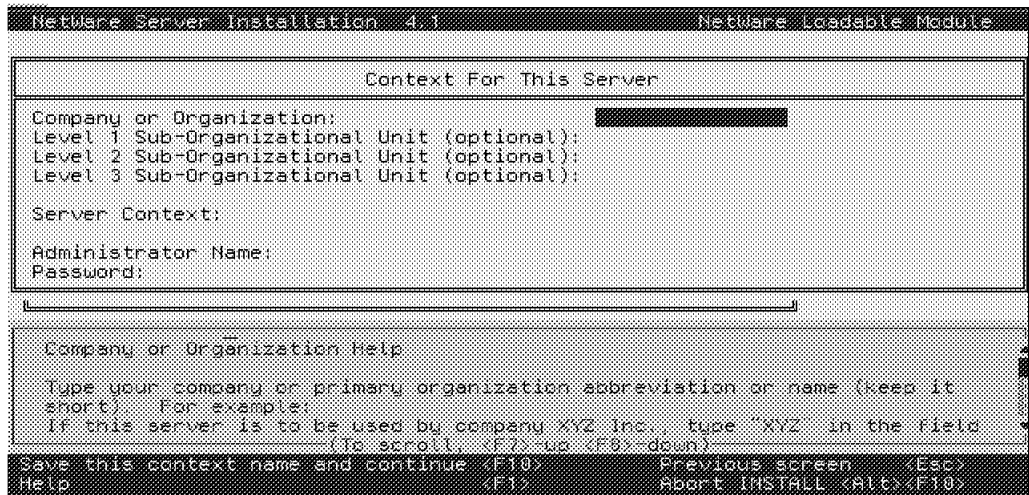 NetWare Server Installation 4.1 NetWare Loadable Module
Context For This Server
Company or Organization:
Level 1 Sub-Organizational Unit (optional):
Level 2 Sub-Organizational Unit (optional):
Level 3 Sub-Organizational Unit (optional):
Server Context:
Administrator Name:
Password:
Company or Organization Help
Type your company or primary organization abbreviation or name (keep it
short). For example:
If this server is to be used by company XYZ Inc., type "XYZ" in the field
(To scroll, <F7>-up <F8>-down)
Save this context name and continue <F10> Previous screen <Esc>
Help <F1> Abort INSTALL <Alt><F10>